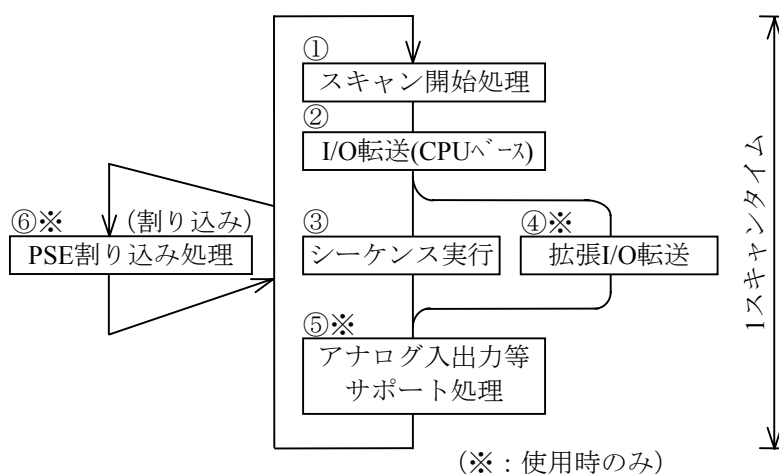 ①
スキャン開始処理
②
I/O転送(CPUベース)
⑥※ (割り込み)
PSE割り込み処理
③
シーケンス実行
④※
拡張I/O転送
⑤※
アナログ入出力等
サポート処理
1スキャンタイム
(※:使用時のみ)